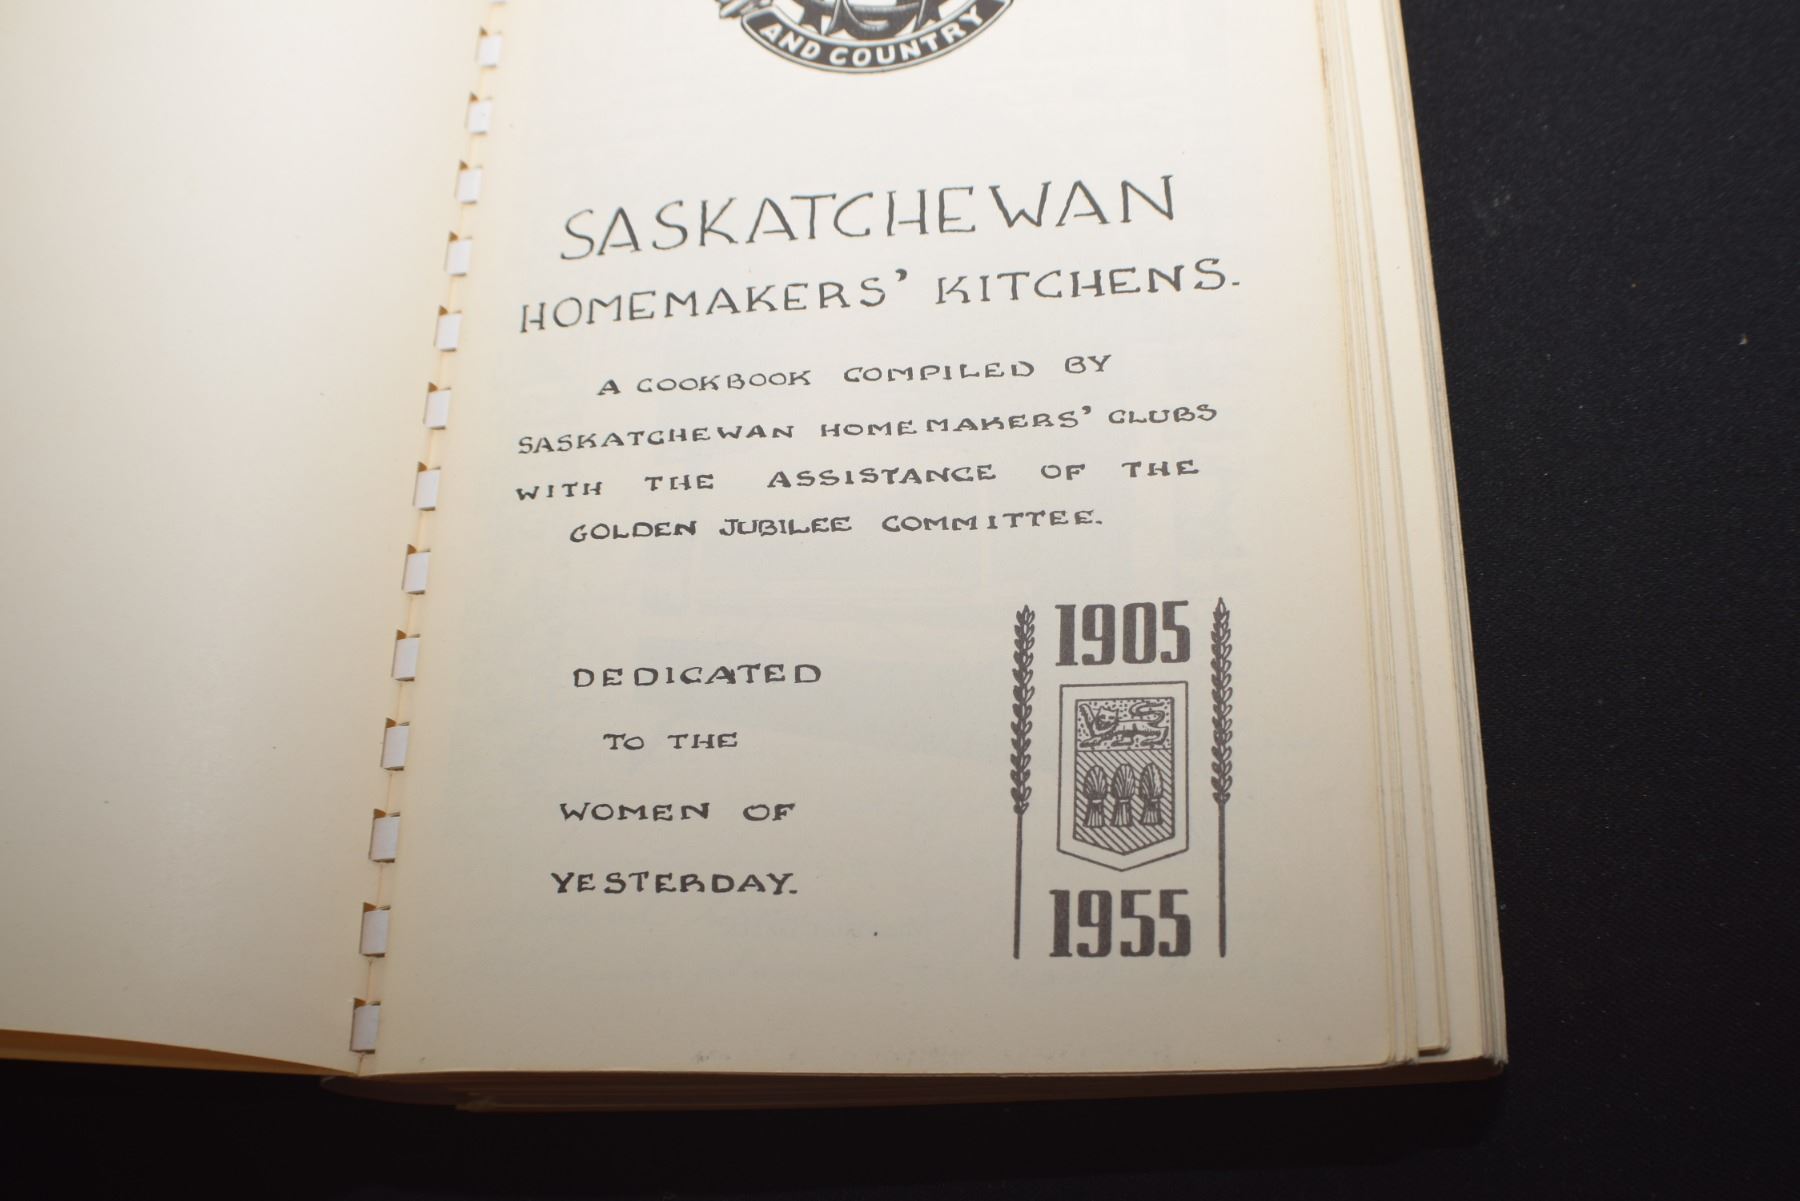 AND COUNTRY
SASKATCHEWAN
HOMEMAKERS' KITCHENS.
A COOKBOOK COMPILED BY
SASKATCHEWAN HOMEMAKERS' CLUBS
WITH THE ASSISTANCE OF THE
GOLDEN JUBILEE COMMITTEE.
DEDICATED
TO THE
WOMEN OF
YESTERDAY.
1905
1955